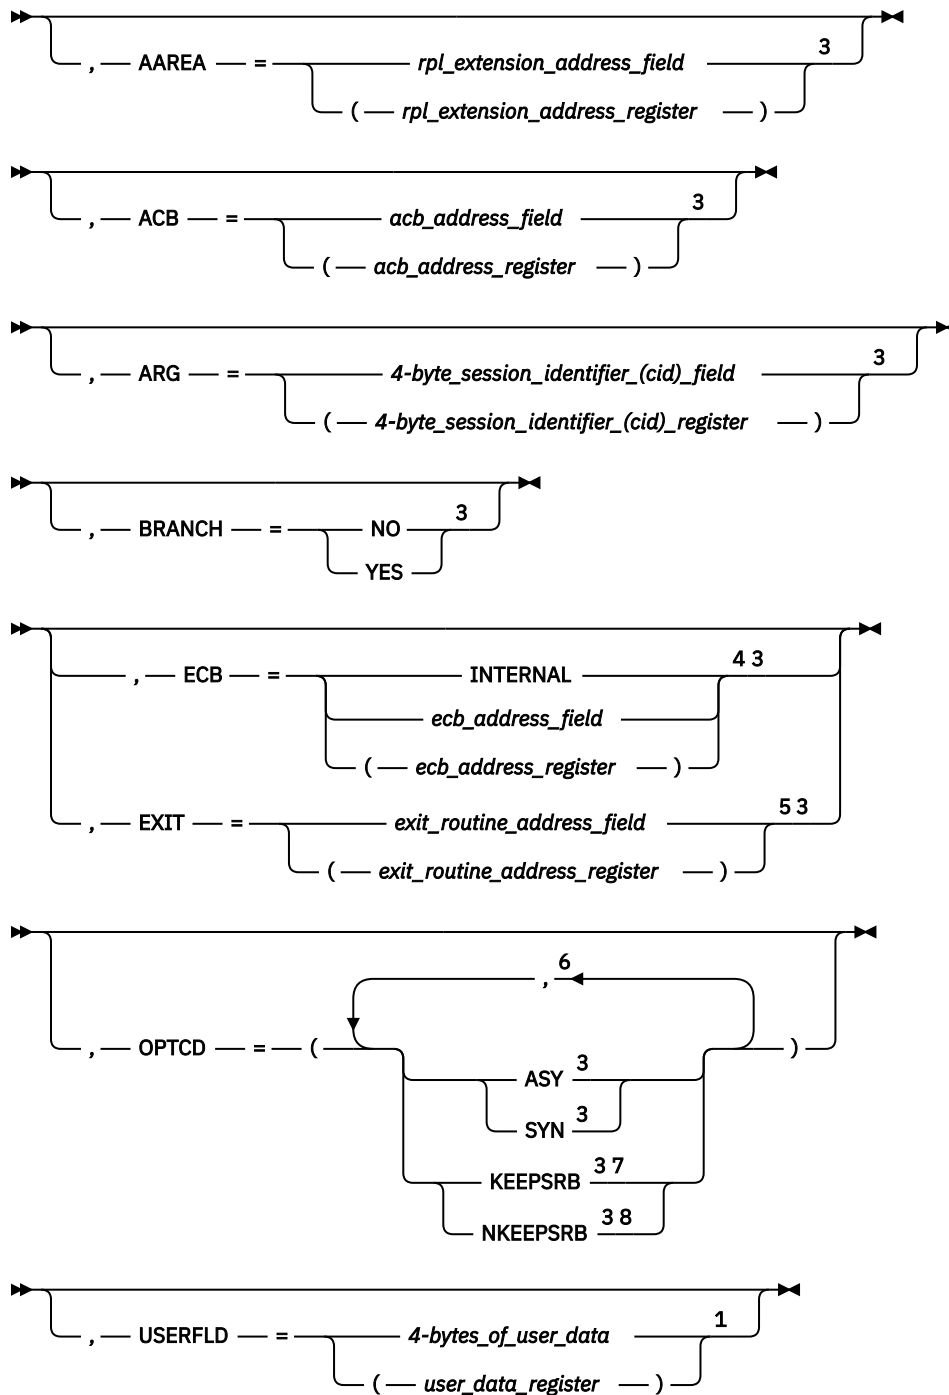 , AAREA = rpl_extension_address_field 3
( rpl_extension_address_register )
, ACB = acb_address_field 3
( acb_address_register )
, ARG = 4-byte_session_identifier_(cid)_field 3
( 4-byte_session_identifier_(cid)_register )
, BRANCH = NO 3
YES
, ECB = INTERNAL 4 3
ecb_address_field
( ecb_address_register )
, EXIT = exit_routine_address_field 5 3
( exit_routine_address_register )
, 6
, OPTCD = ( )
ASY 3
SYN 3
KEEPSRB 3 7
NKEEPSRB 3 8
, USERFLD = 4-bytes_of_user_data 1
( user_data_register )